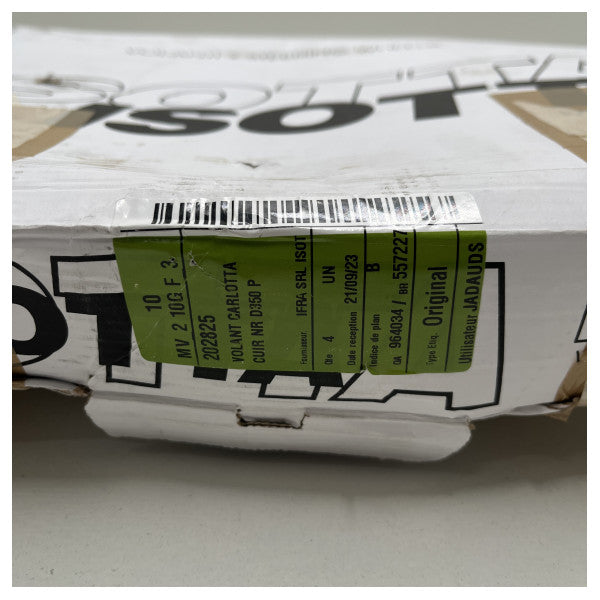 ISOTTA
10
MV 2 10G F 3
202825
VOLANT CARLOTTA
CUIR NR D350 P
Fournisseur: IFRA SRL ISOT
Qte 4 UN
Date reception 21/09/23
Indice de plan B
OA 964034 / BR 557227
Type Etiq. Original
Utilisateur JADAUDS